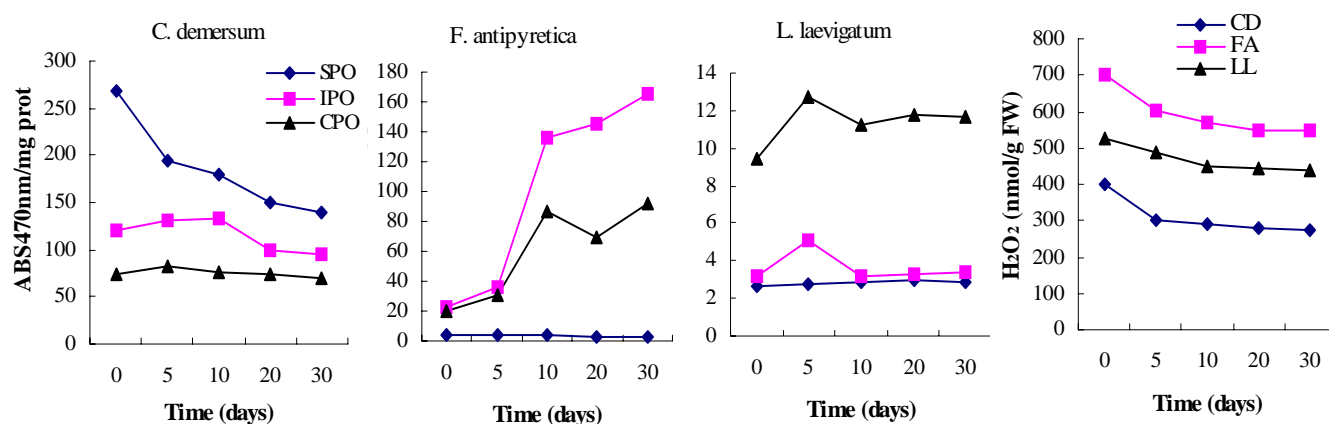 C. demersum
SPO
IPO
CPO
ABS470nm/mg prot
300
250
200
150
100
50
0
0 5 10 20 30
Time (days)
F. antipyretica
180
160
140
120
100
80
60
40
20
0
0 5 10 20 30
Time (days)
L. laevigatum
14
12
10
8
6
4
2
0
0 5 10 20 30
Time (days)
CD
FA
LL
H₂O₂ (nmol/g FW)
800
700
600
500
400
300
200
100
0
0 5 10 20 30
Time (days)